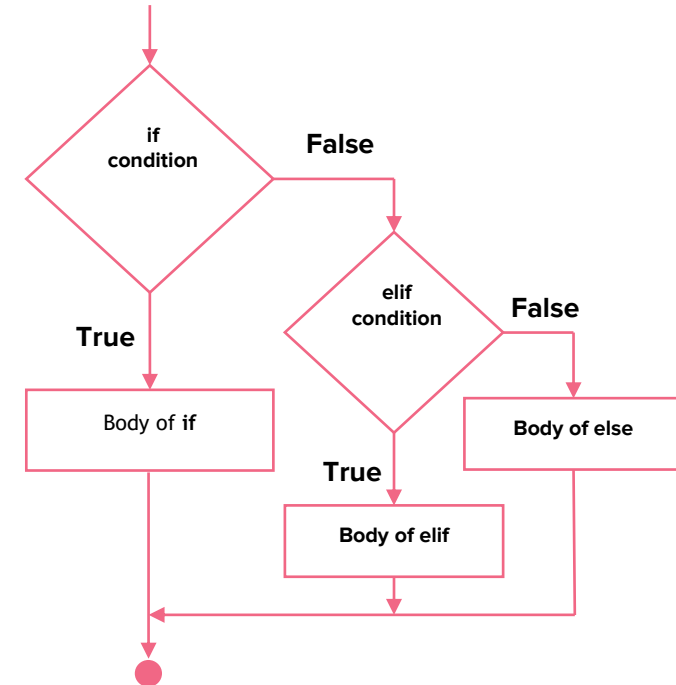 if
condition
False
elif
condition
False
True
Body of if
Body of else
True
Body of elif